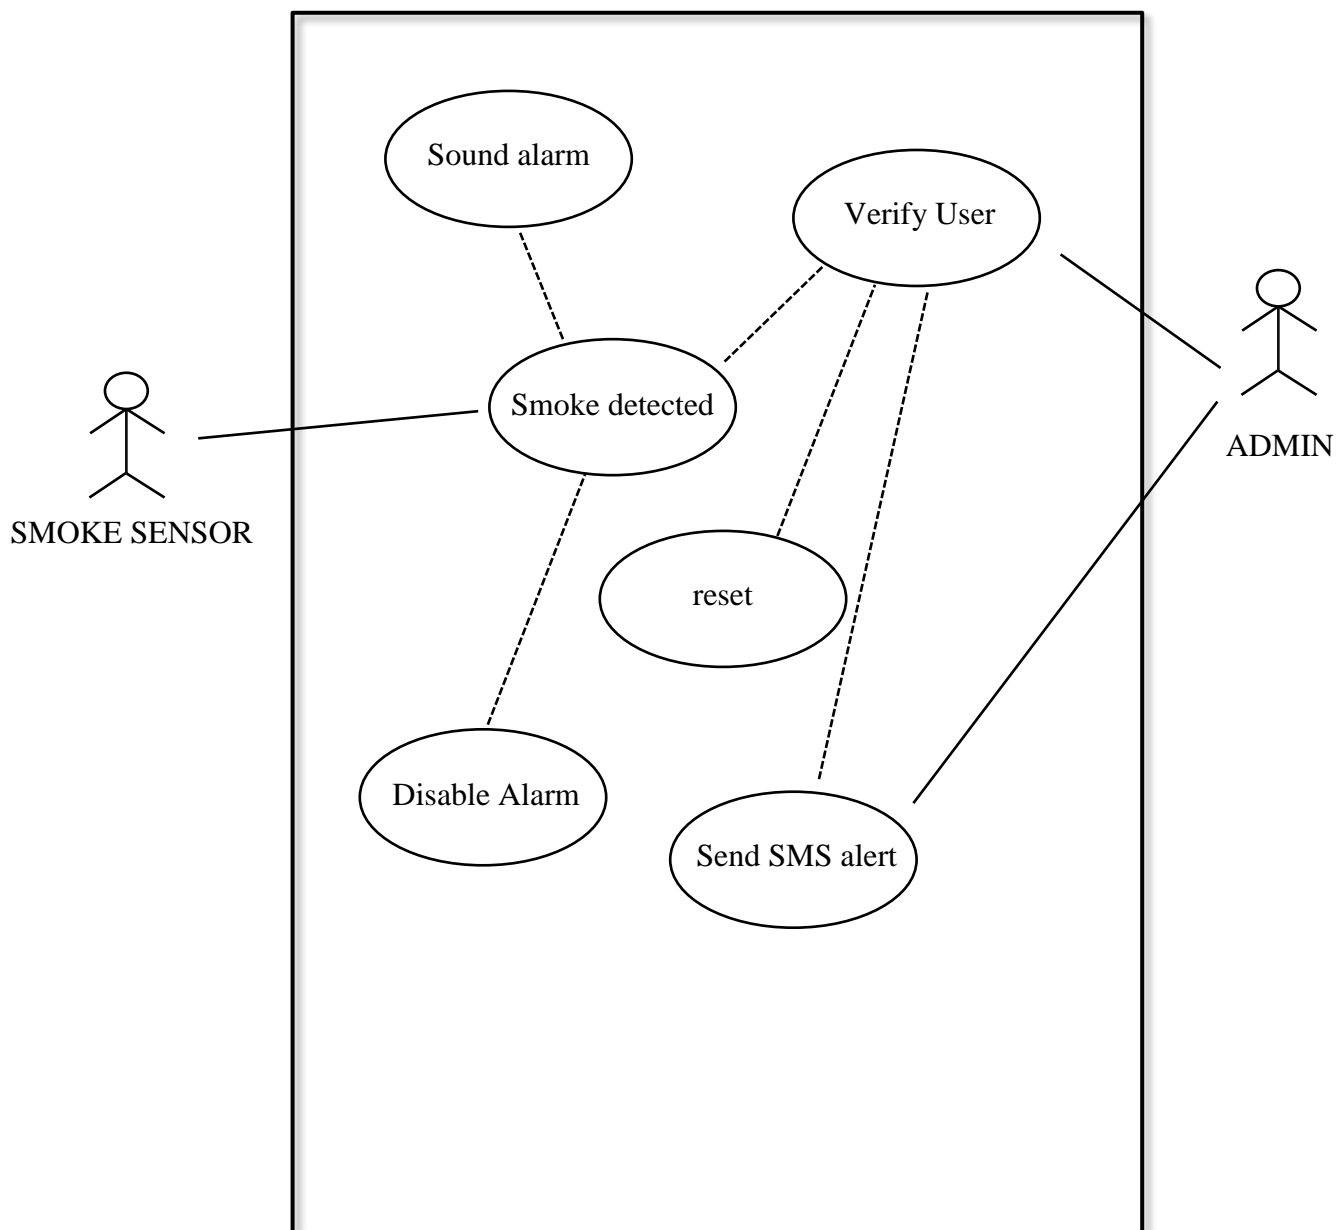 Sound alarm
Verify User
Smoke detected
ADMIN
SMOKE SENSOR
reset
Disable Alarm
Send SMS alert